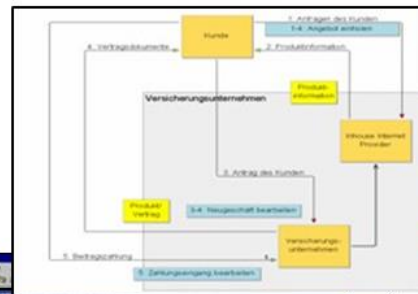 1. Anfragen des Kunden
1-4: Angebot einholen
Kunde
4. Vertragsdokumente
2. Produktinformation
Produkt-
information
Versicherungsunternehmen
Inhouse Internet
Provider
3. Antrag des Kunden
Produkt/
Vertrag
3-4: Neugeschäft bearbeiten
Versicherungs-
unternehmen
5. Beitragszahlung
5: Zahlungseingang bearbeiten